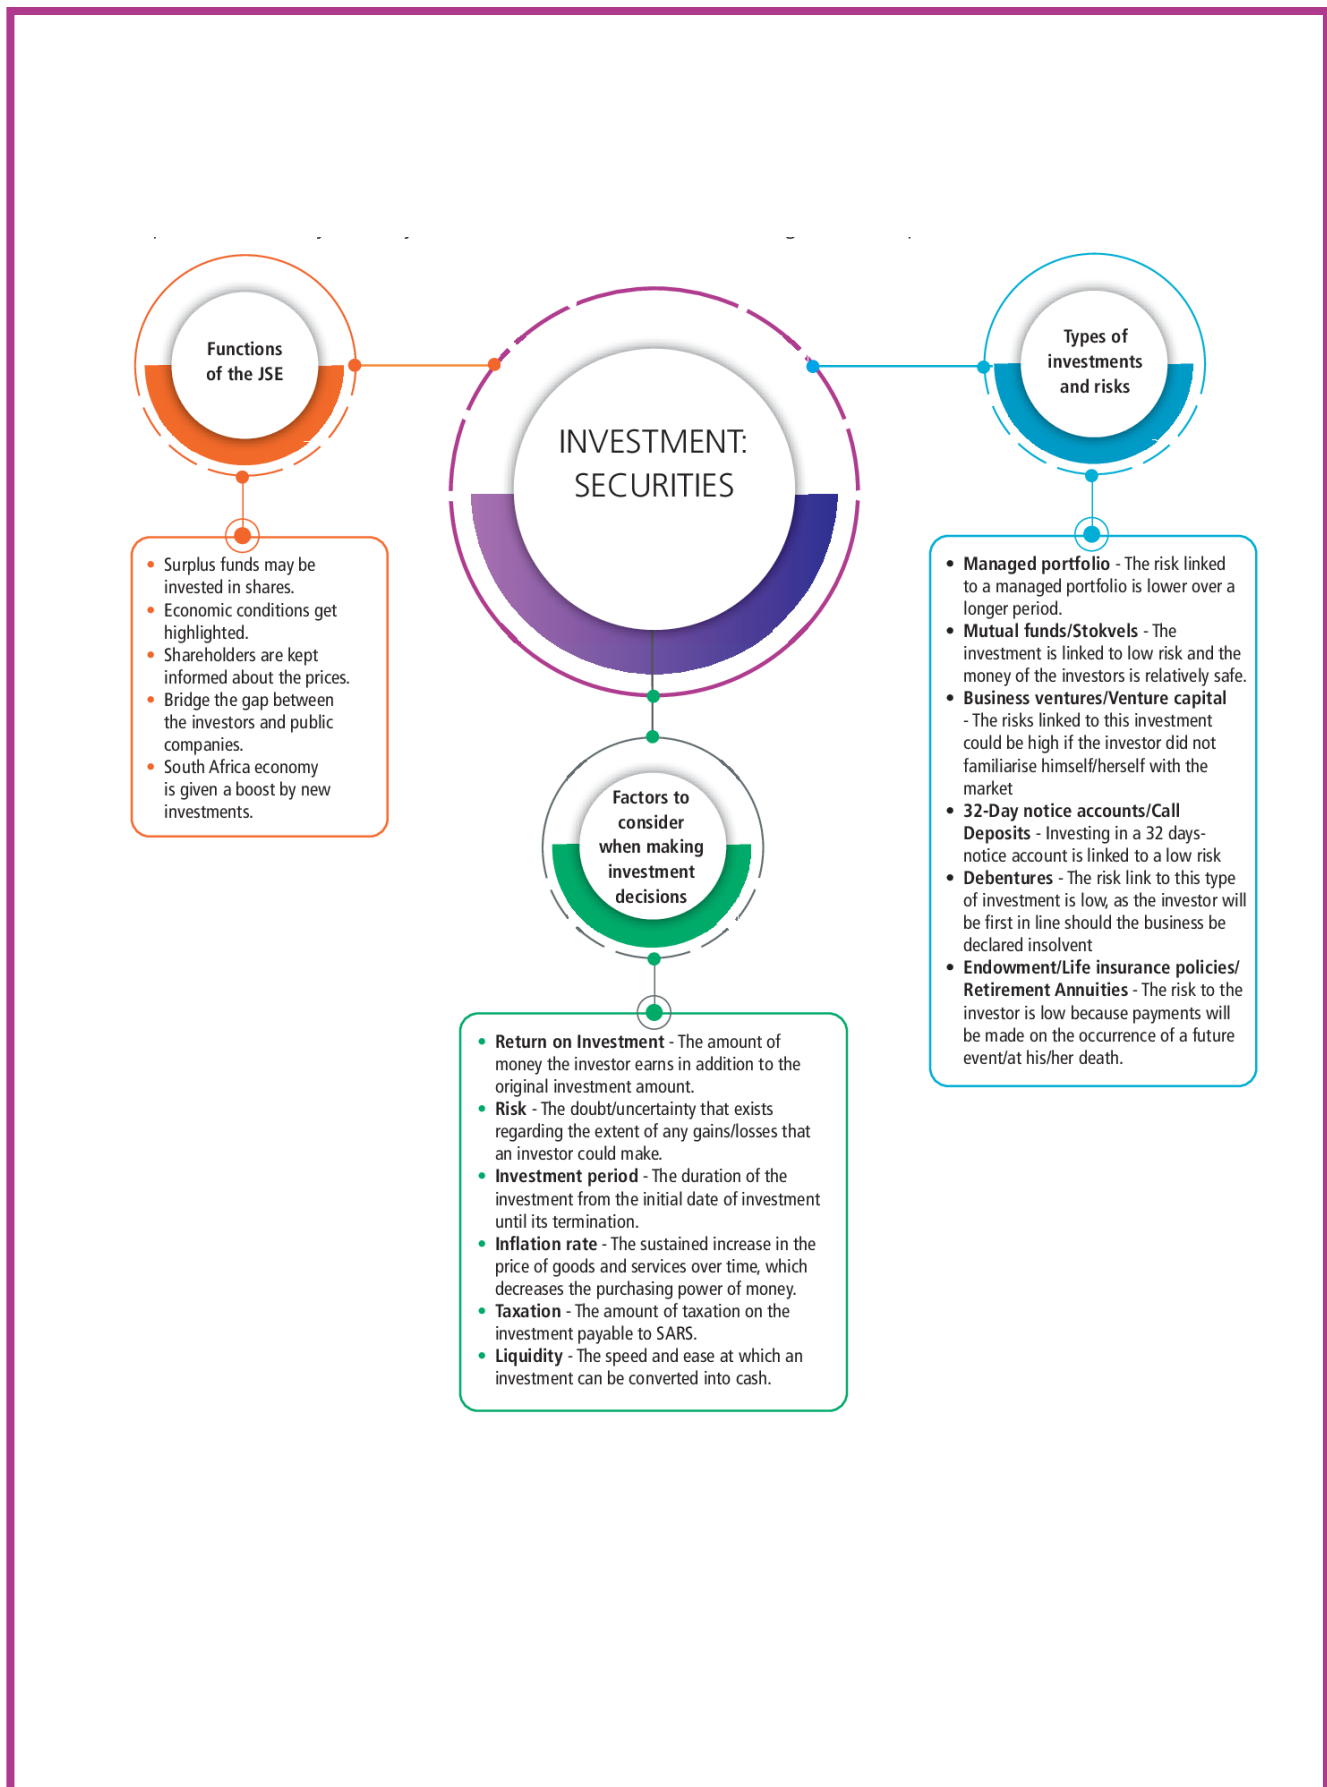 Functions
of the JSE
INVESTMENT:
SECURITIES
Types of
investments
and risks
• Surplus funds may be
invested in shares.
• Economic conditions get
highlighted.
• Shareholders are kept
informed about the prices.
• Bridge the gap between
the investors and public
companies.
• South Africa economy
is given a boost by new
investments.
• Managed portfolio - The risk linked
to a managed portfolio is lower over a
longer period.
• Mutual funds/Stokvels - The
investment is linked to low risk and the
money of the investors is relatively safe.
• Business ventures/Venture capital
- The risks linked to this investment
could be high if the investor did not
familiarise himself/herself with the
market
• 32-Day notice accounts/Call
Deposits - Investing in a 32 days-
notice account is linked to a low risk
• Debentures - The risk link to this type
of investment is low, as the investor will
be first in line should the business be
declared insolvent
• Endowment/Life insurance policies/
Retirement Annuities - The risk to the
investor is low because payments will
be made on the occurrence of a future
event/at his/her death.
Factors to
consider
when making
investment
decisions
• Return on Investment - The amount of
money the investor earns in addition to the
original investment amount.
• Risk - The doubt/uncertainty that exists
regarding the extent of any gains/losses that
an investor could make.
• Investment period - The duration of the
investment from the initial date of investment
until its termination.
• Inflation rate - The sustained increase in the
price of goods and services over time, which
decreases the purchasing power of money.
• Taxation - The amount of taxation on the
investment payable to SARS.
• Liquidity - The speed and ease at which an
investment can be converted into cash.